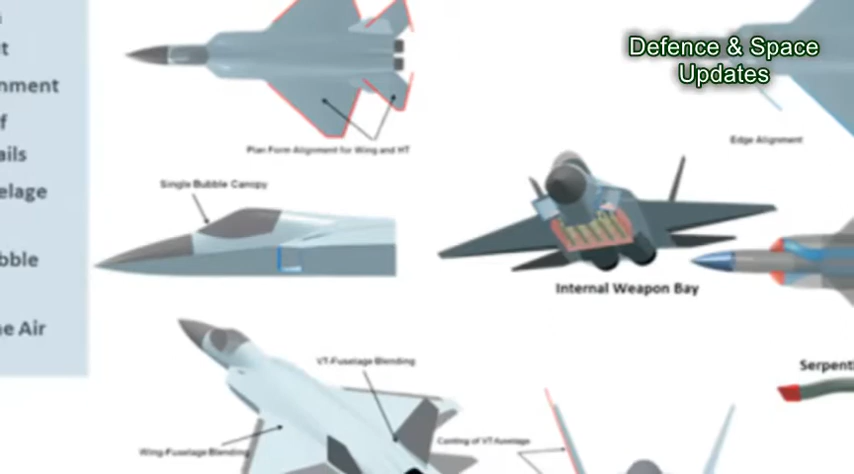 t
nment
f
ails
elage
bble
ne Air
Defence & Space
Updates
Plan Form Alignment for Wing and HT
Edge Alignment
Single Bubble Canopy
Internal Weapon Bay
VT-Fuselage Blending
Wing-Fuselage Blending
Canting of VT-fuselage
Serpent